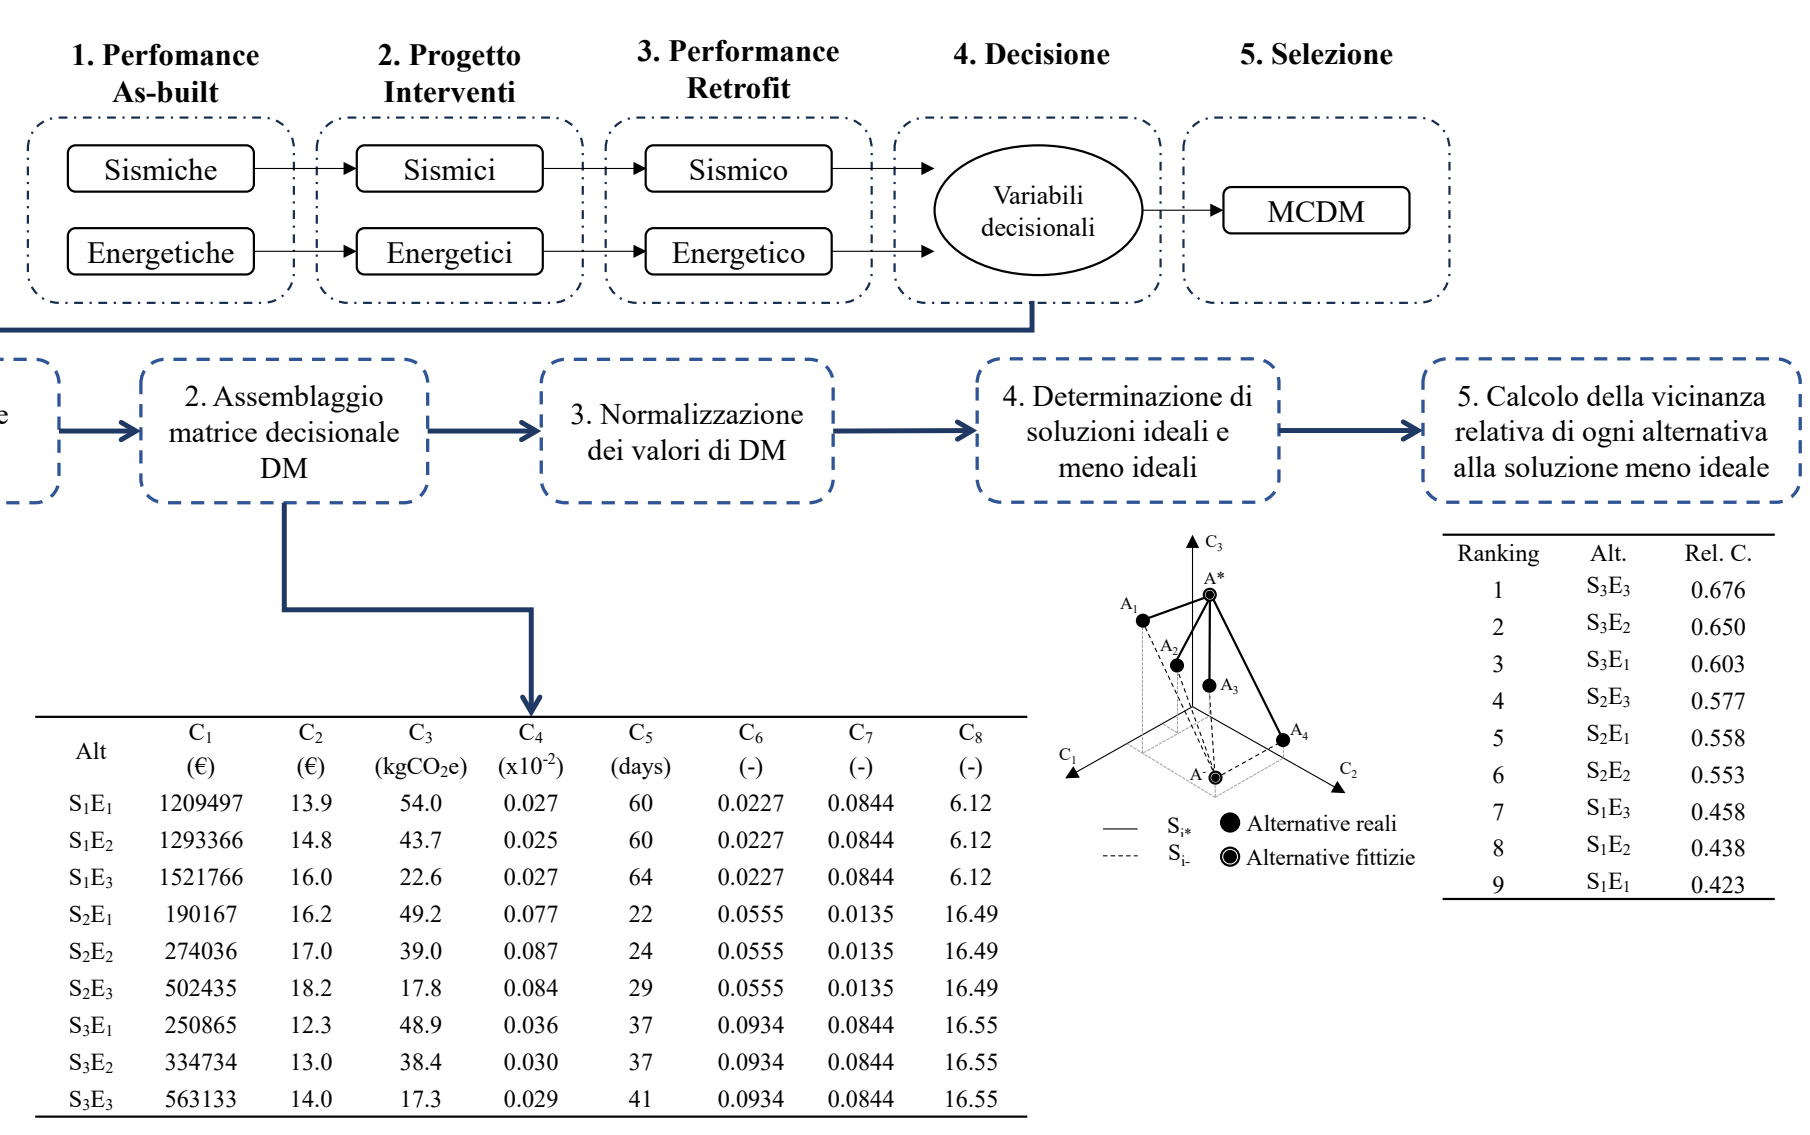 1. Perfomance
As-built
2. Progetto
Interventi
3. Performance
Retrofit
4. Decisione
5. Selezione
Sismiche
Sismici
Sismico
Energetiche
Energetici
Energetico
Variabili
decisionali
MCDM
e
2. Assemblaggio
matrice decisionale
DM
3. Normalizzazione
dei valori di DM
4. Determinazione di
soluzioni ideali e
meno ideali
5. Calcolo della vicinanza
relativa di ogni alternativa
alla soluzione meno ideale
Alt C₁ C₂ C₃ C₄ C₅ C₆ C₇ C₈
(€) (€) (kgCO₂e) (x10⁻²) (days) (-) (-) (-)
S₁E₁ 1209497 13.9 54.0 0.027 60 0.0227 0.0844 6.12
S₁E₂ 1293366 14.8 43.7 0.025 60 0.0227 0.0844 6.12
S₁E₃ 1521766 16.0 22.6 0.027 64 0.0227 0.0844 6.12
S₂E₁ 190167 16.2 49.2 0.077 22 0.0555 0.0135 16.49
S₂E₂ 274036 17.0 39.0 0.087 24 0.0555 0.0135 16.49
S₂E₃ 502435 18.2 17.8 0.084 29 0.0555 0.0135 16.49
S₃E₁ 250865 12.3 48.9 0.036 37 0.0934 0.0844 16.55
S₃E₂ 334734 13.0 38.4 0.030 37 0.0934 0.0844 16.55
S₃E₃ 563133 14.0 17.3 0.029 41 0.0934 0.0844 16.55
C₃
A*
A₁
A₂
A₃
A₄
C₁
A⁻
C₂
Sᵢ* Alternative reali
Sᵢ₋ Alternative fittizie
Ranking Alt. Rel. C.
1 S₃E₃ 0.676
2 S₃E₂ 0.650
3 S₃E₁ 0.603
4 S₂E₃ 0.577
5 S₂E₁ 0.558
6 S₂E₂ 0.553
7 S₁E₃ 0.458
8 S₁E₂ 0.438
9 S₁E₁ 0.423